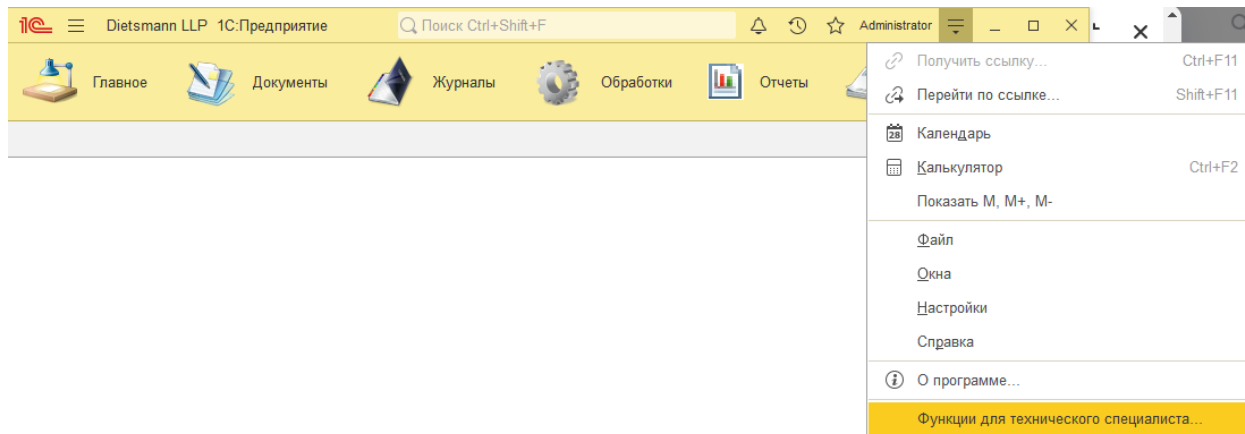 1С Dietsmann LLP 1С:Предприятие Поиск Ctrl+Shift+F Administrator
Главное Документы Журналы Обработки Отчеты
Получить ссылку... Ctrl+F11
Перейти по ссылке... Shift+F11
28 Календарь
Калькулятор Ctrl+F2
Показать M, M+, M-
Файл
Окна
Настройки
Справка
О программе...
Функции для технического специалиста...